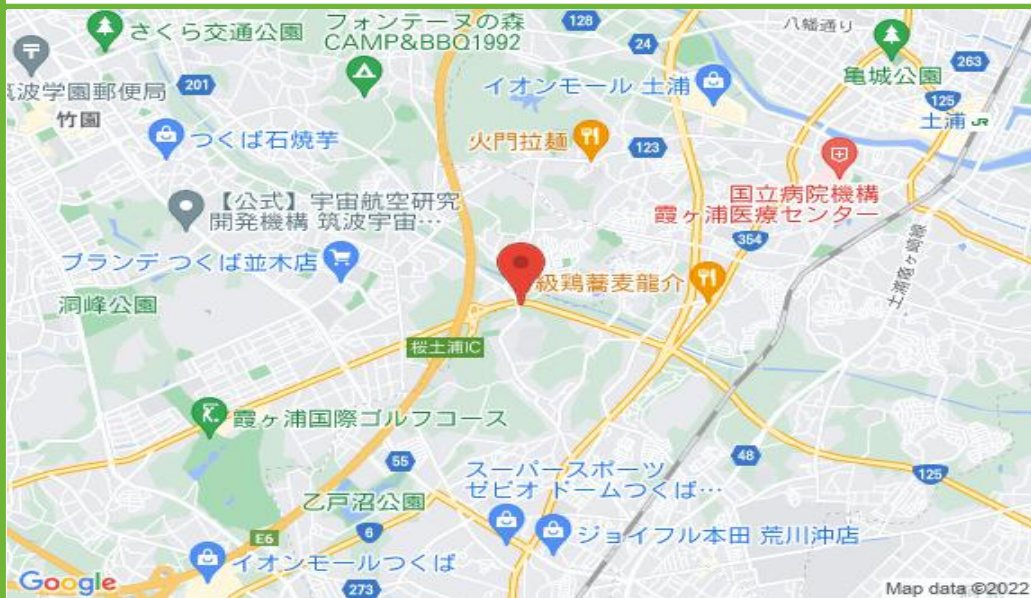 さくら交通公園
フォンテーヌの森
CAMP&BBQ1992
128
24
八幡通り
亀城公園
263
筑波学園郵便局
竹園
201
イオンモール 土浦
125
土浦 JR
つくば石焼芋
火門拉麺
123
国立病院機構
霞ヶ浦医療センター
【公式】宇宙航空研究
開発機構 筑波宇宙…
354
ブランデ つくば並木店
級鶏蕎麦龍介
洞峰公園
桜土浦IC
霞ヶ浦国際ゴルフコース
55
スーパースポーツ
ゼビオ ドームつくば…
48
125
乙戸沼公園
E6
6
ジョイフル本田 荒川沖店
イオンモールつくば
Google
273
Map data ©2022